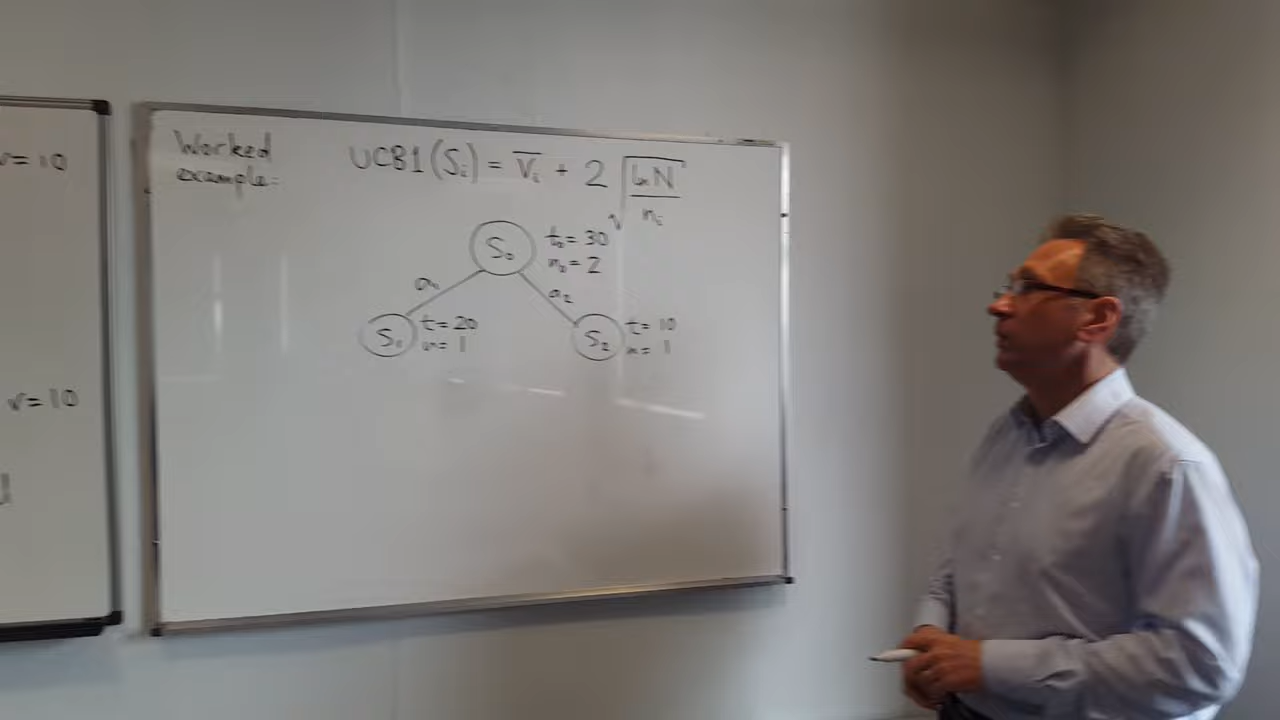 v=10
v=10
Worked
example:
UCB1(Sᵢ) = V̅ᵢ + 2 √(ln N / nᵢ)
S₀
t₀=30
n₀=2
a₁
a₂
S₁
t=20
n=1
S₂
t=10
n=1